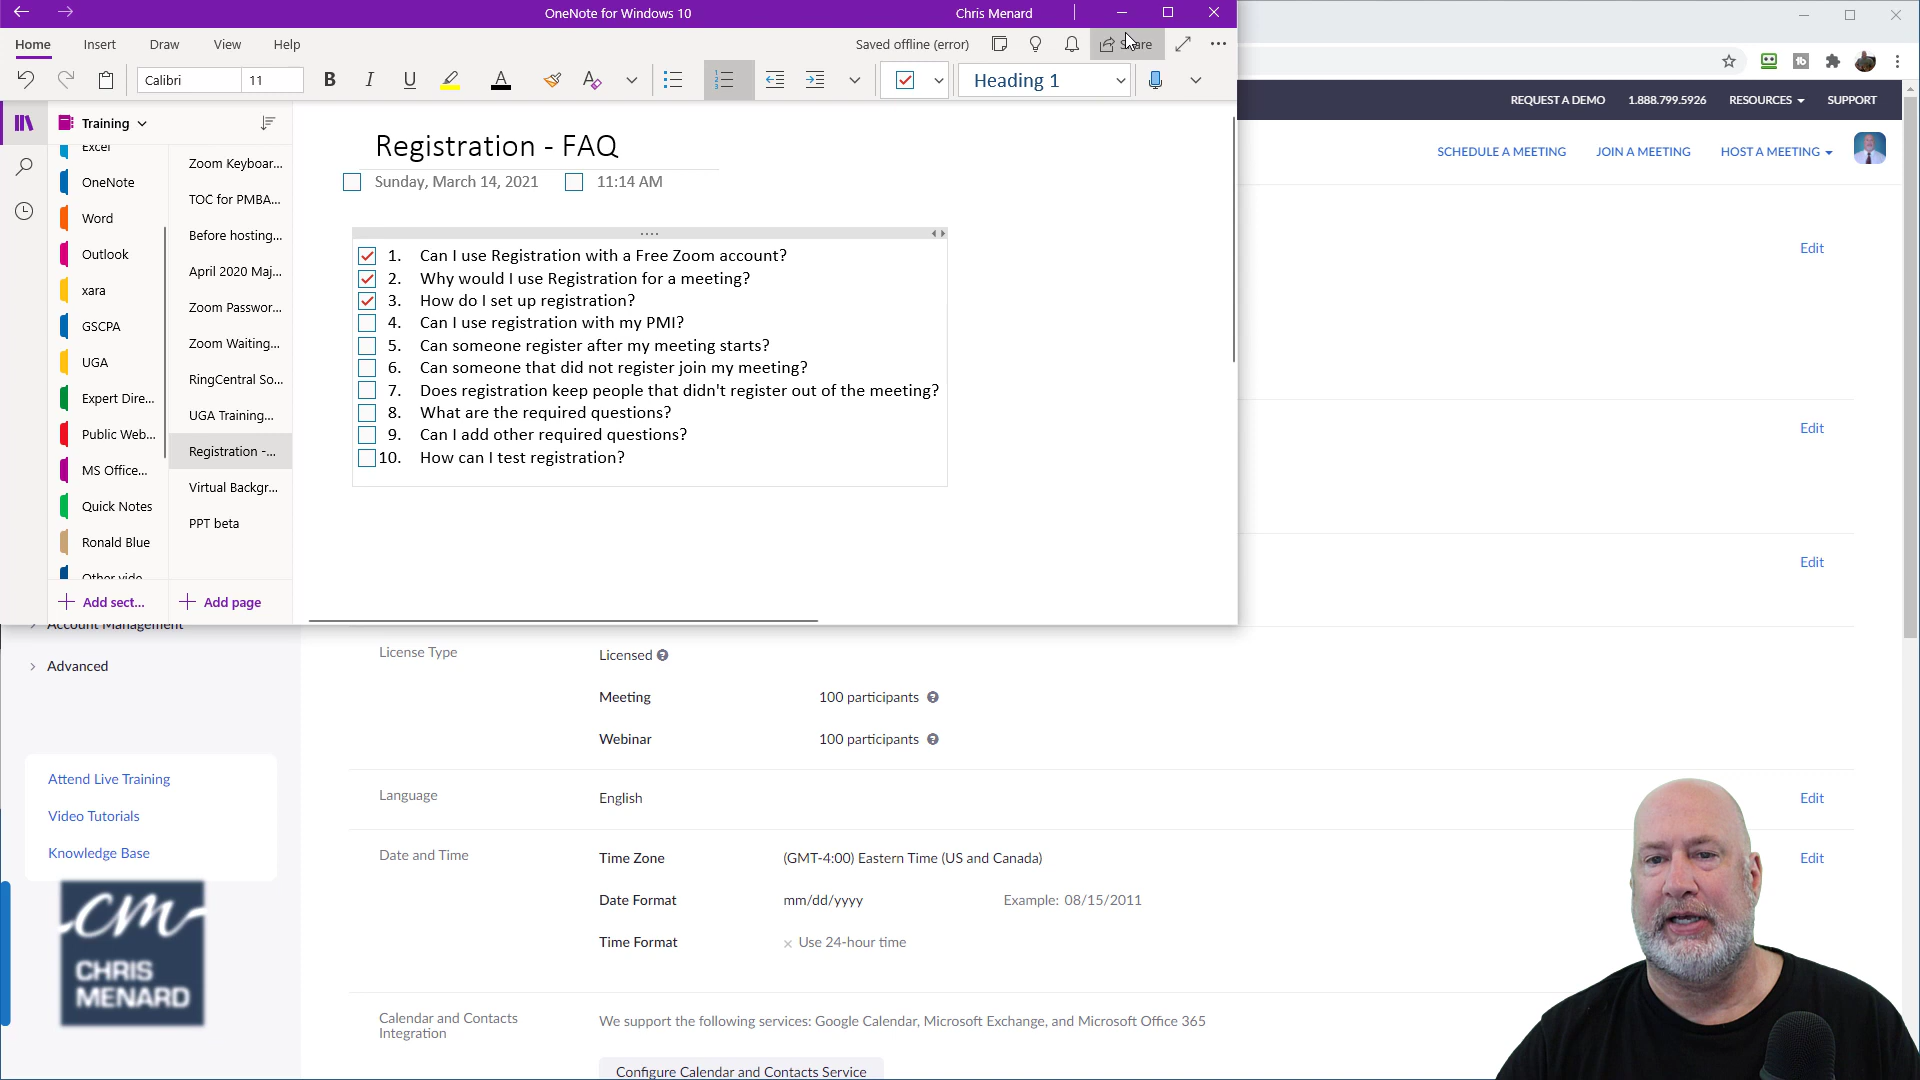 OneNote for Windows 10
Chris Menard
Home Insert Draw View Help
Saved offline (error)
Calibri 11 B I U A
Heading 1
Training
Excel
OneNote
Word
Outlook
xara
GSCPA
UGA
Expert Dire...
Public Web...
MS Office...
Quick Notes
Ronald Blue
Other vide
Add sect...
Zoom Keyboar...
TOC for PMBA...
Before hosting...
April 2020 Maj...
Zoom Passwor...
Zoom Waiting...
RingCentral So...
UGA Training...
Registration -...
Virtual Backgr...
PPT beta
Add page
Registration - FAQ
Sunday, March 14, 2021 11:14 AM
1. Can I use Registration with a Free Zoom account?
2. Why would I use Registration for a meeting?
3. How do I set up registration?
4. Can I use registration with my PMI?
5. Can someone register after my meeting starts?
6. Can someone that did not register join my meeting?
7. Does registration keep people that didn't register out of the meeting?
8. What are the required questions?
9. Can I add other required questions?
10. How can I test registration?
REQUEST A DEMO 1.888.799.5926 RESOURCES SUPPORT
SCHEDULE A MEETING JOIN A MEETING HOST A MEETING
Edit
Edit
Edit
Account Management
Advanced
Attend Live Training
Video Tutorials
Knowledge Base
cm
CHRIS
MENARD
License Type Licensed
Meeting 100 participants
Webinar 100 participants
Language English Edit
Date and Time Time Zone (GMT-4:00) Eastern Time (US and Canada) Edit
Date Format mm/dd/yyyy Example: 08/15/2011
Time Format Use 24-hour time
Calendar and Contacts
Integration
We support the following services: Google Calendar, Microsoft Exchange, and Microsoft Office 365
Configure Calendar and Contacts Service